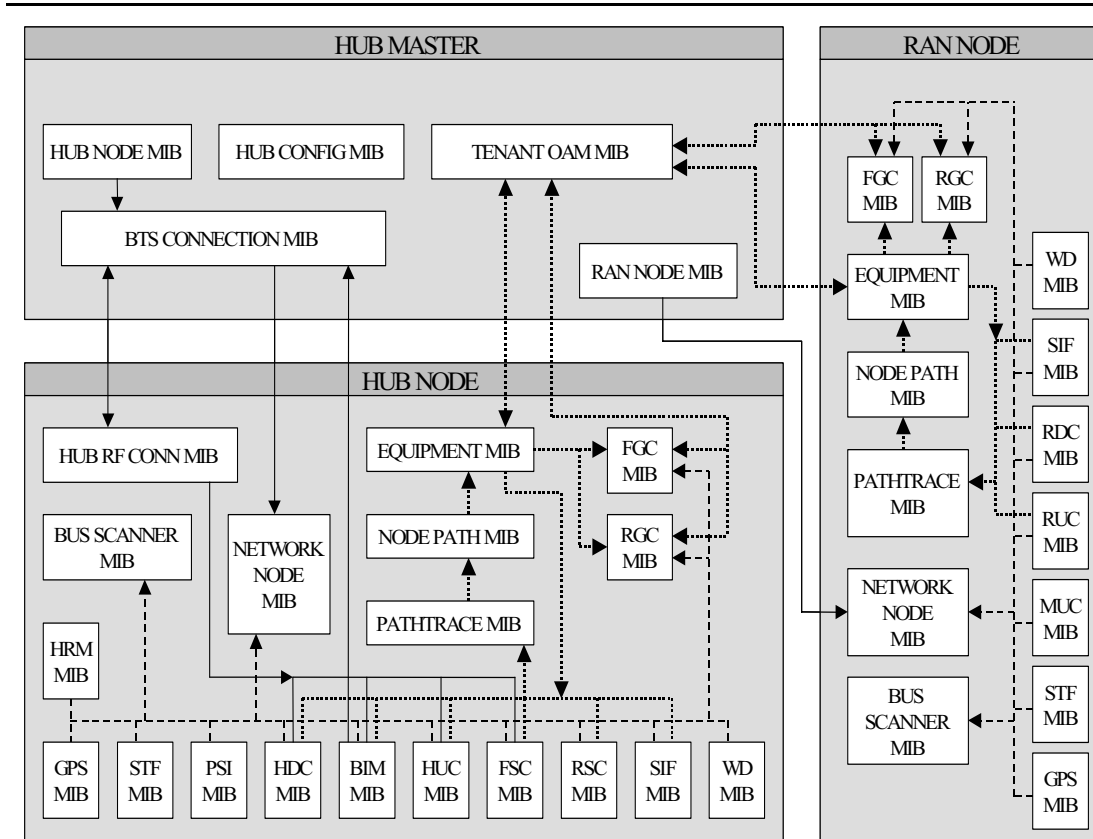 HUB MASTER
HUB NODE MIB
HUB CONFIG MIB
TENANT OAM MIB
BTS CONNECTION MIB
RAN NODE MIB
HUB NODE
HUB RF CONN MIB
EQUIPMENT MIB
FGC
MIB
BUS SCANNER
MIB
NETWORK
NODE
MIB
NODE PATH MIB
RGC
MIB
PATHTRACE MIB
HRM
MIB
GPS
MIB
STF
MIB
PSI
MIB
HDC
MIB
BIM
MIB
HUC
MIB
FSC
MIB
RSC
MIB
SIF
MIB
WD
MIB
RAN NODE
FGC
MIB
RGC
MIB
EQUIPMENT
MIB
NODE PATH
MIB
PATHTRACE
MIB
NETWORK
NODE
MIB
BUS
SCANNER
MIB
WD
MIB
SIF
MIB
RDC
MIB
RUC
MIB
MUC
MIB
STF
MIB
GPS
MIB